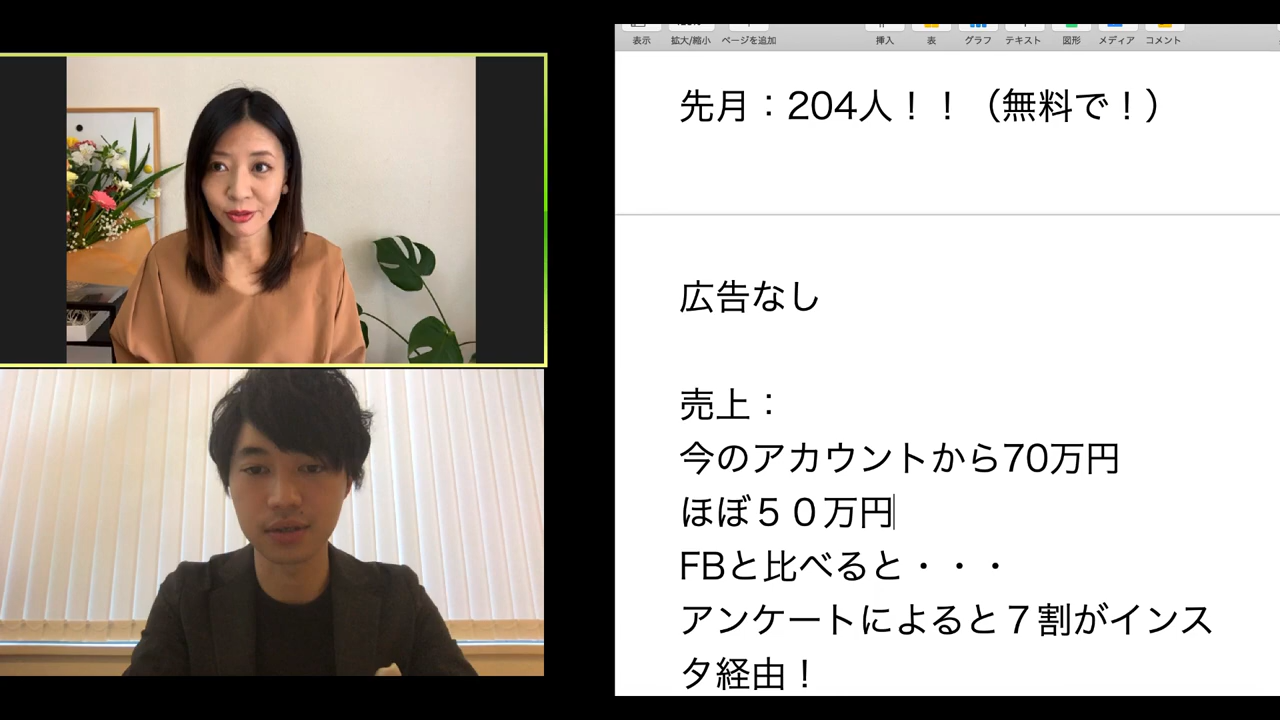 表示 拡大/縮小 ページを追加 挿入 表 グラフ テキスト 図形 メディア コメント
先月：204人！！（無料で！）
広告なし
売上：
今のアカウントから70万円
ほぼ５０万円
FBと比べると・・・
アンケートによると７割がインス
タ経由！